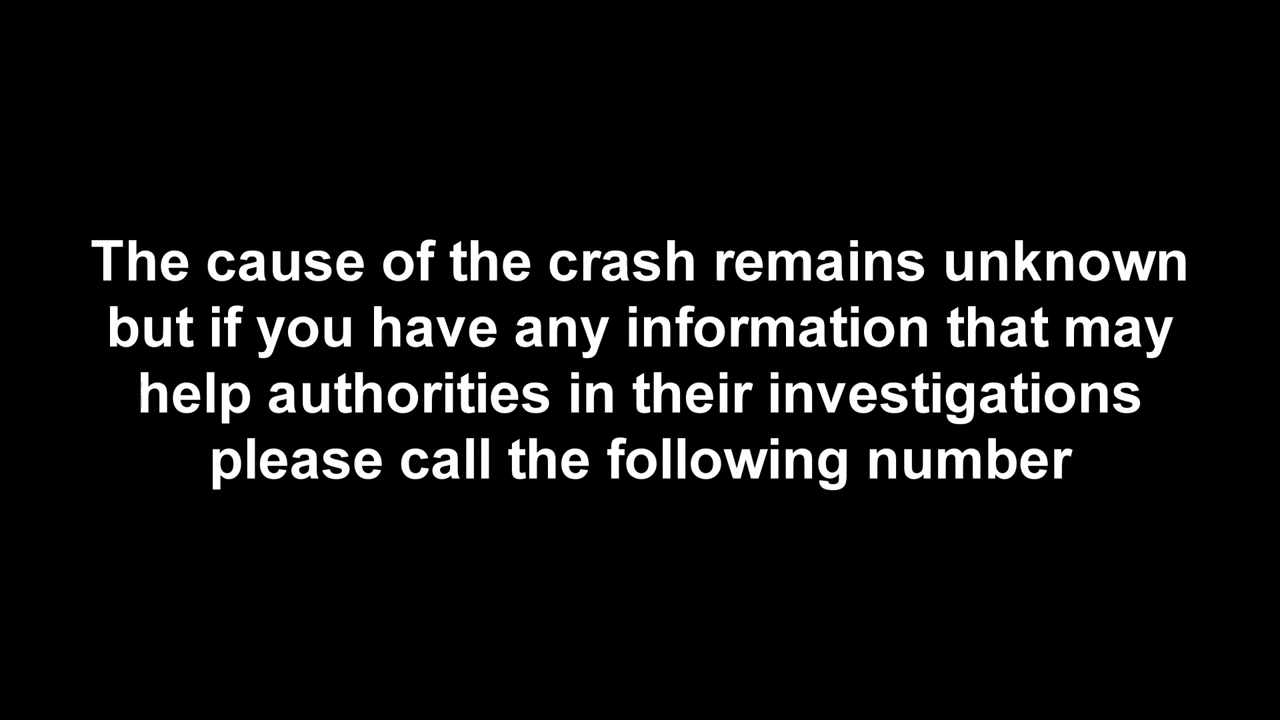 The cause of the crash remains unknown
but if you have any information that may
help authorities in their investigations
please call the following number